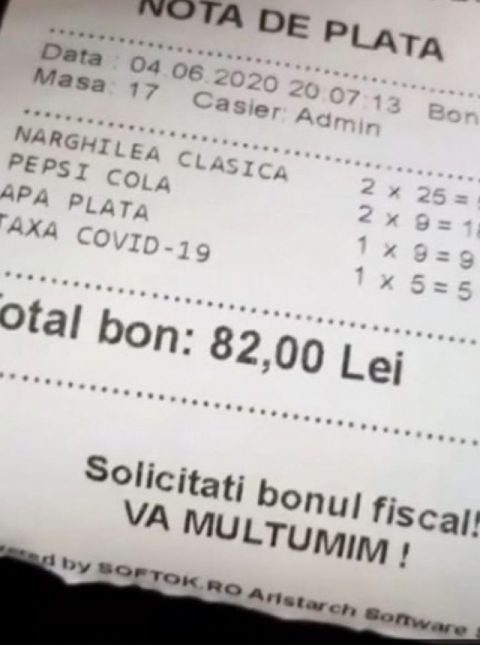 NOTA DE PLATA
Data : 04.06.2020 20:07:13 Bon
Masa: 17 Casier: Admin
NARGHILEA CLASICA 2 x 25 =
PEPSI COLA 2 x 9 = 18
APA PLATA 1 x 9 = 9
TAXA COVID-19 1 x 5 = 5
Total bon: 82,00 Lei
Solicitati bonul fiscal!
VA MULTUMIM !
by SOFTOK.RO Aristarch Software